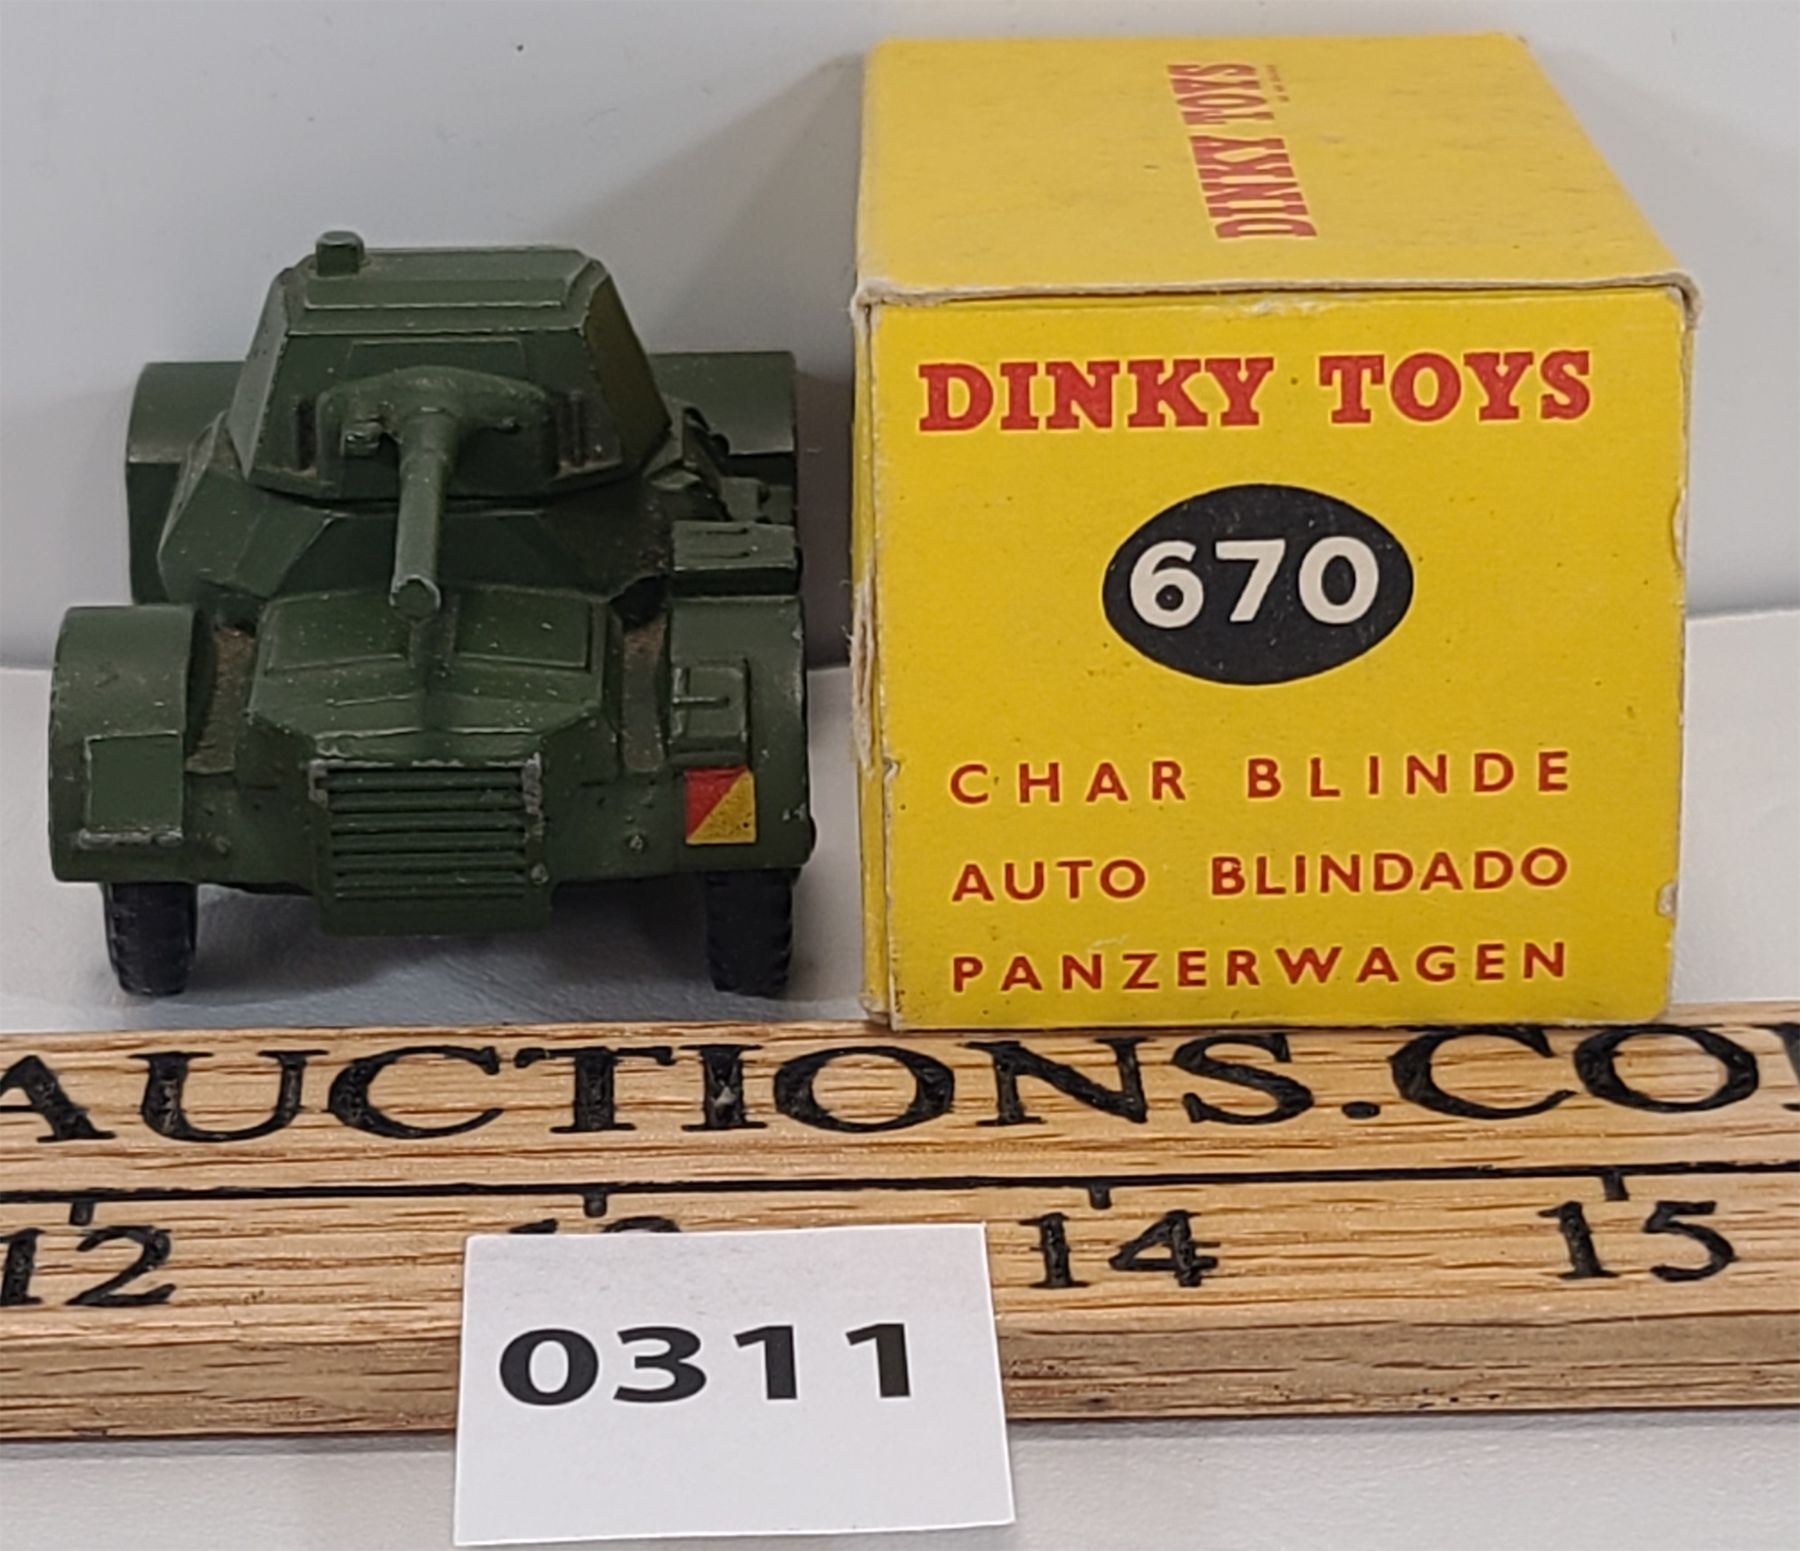 DINKY TOYS
DINKY TOYS
670
CHAR BLINDE
AUTO BLINDADO
PANZERWAGEN
AUCTIONS.CO
12 14 15
0311